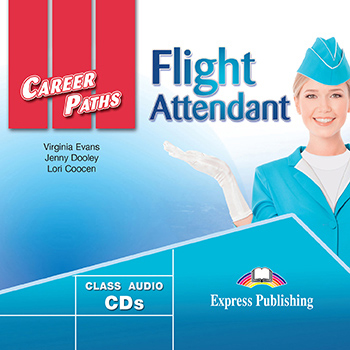 CAREER
PATHS
Flight
Attendant
Virginia Evans
Jenny Dooley
Lori Coocen
CLASS AUDIO
CDs
Express Publishing